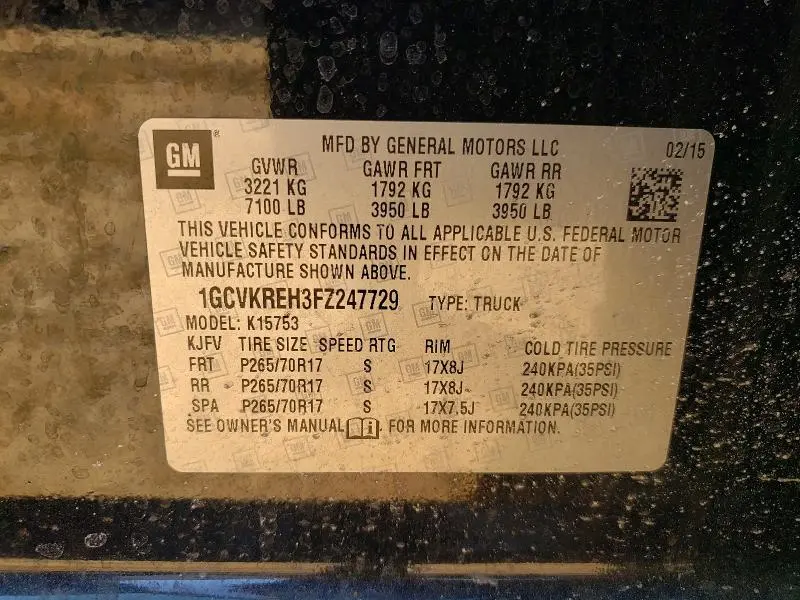 GM ® MFD BY GENERAL MOTORS LLC 02/15
GVWR GAWR FRT GAWR RR
3221 KG 1792 KG 1792 KG
7100 LB 3950 LB 3950 LB
THIS VEHICLE CONFORMS TO ALL APPLICABLE U.S. FEDERAL MOTOR
VEHICLE SAFETY STANDARDS IN EFFECT ON THE DATE OF
MANUFACTURE SHOWN ABOVE.
1GCVKREH3FZ247729 TYPE: TRUCK
MODEL: K15753
KJFV TIRE SIZE SPEED RTG RIM COLD TIRE PRESSURE
FRT P265/70R17 S 17X8J 240KPA(35PSI)
RR P265/70R17 S 17X8J 240KPA(35PSI)
SPA P265/70R17 S 17X7.5J 240KPA(35PSI)
SEE OWNER'S MANUAL i. FOR MORE INFORMATION.